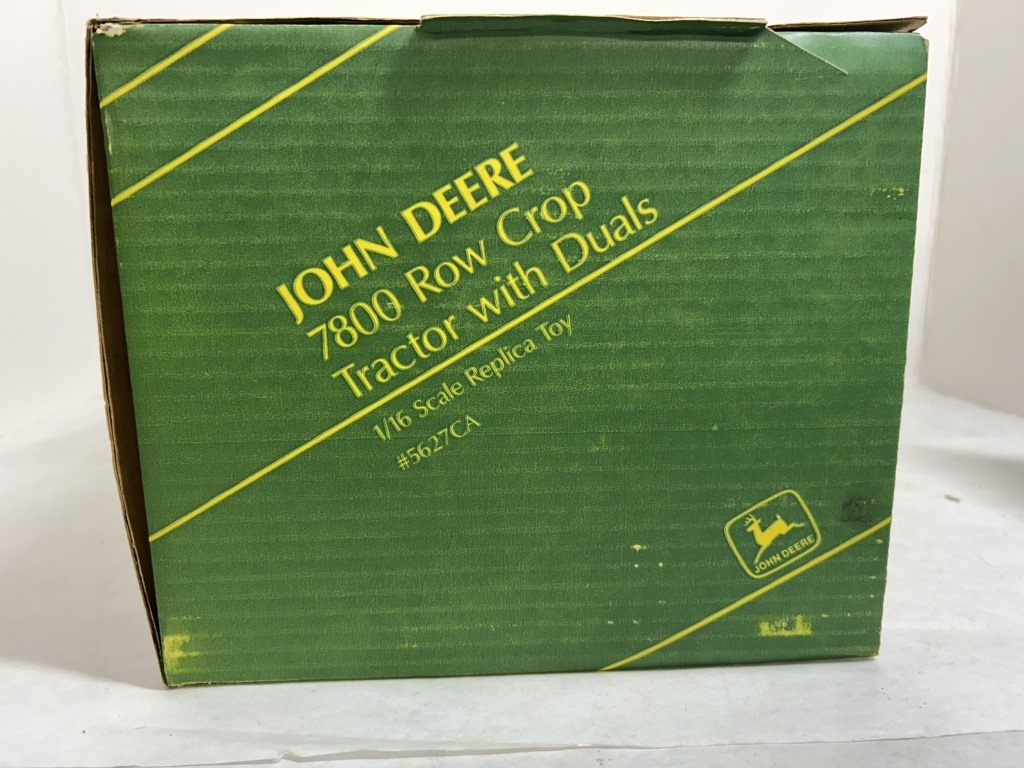 JOHN DEERE
7800 Row Crop
Tractor with Duals
1/16 Scale Replica Toy
#5627CA
JOHN DEERE